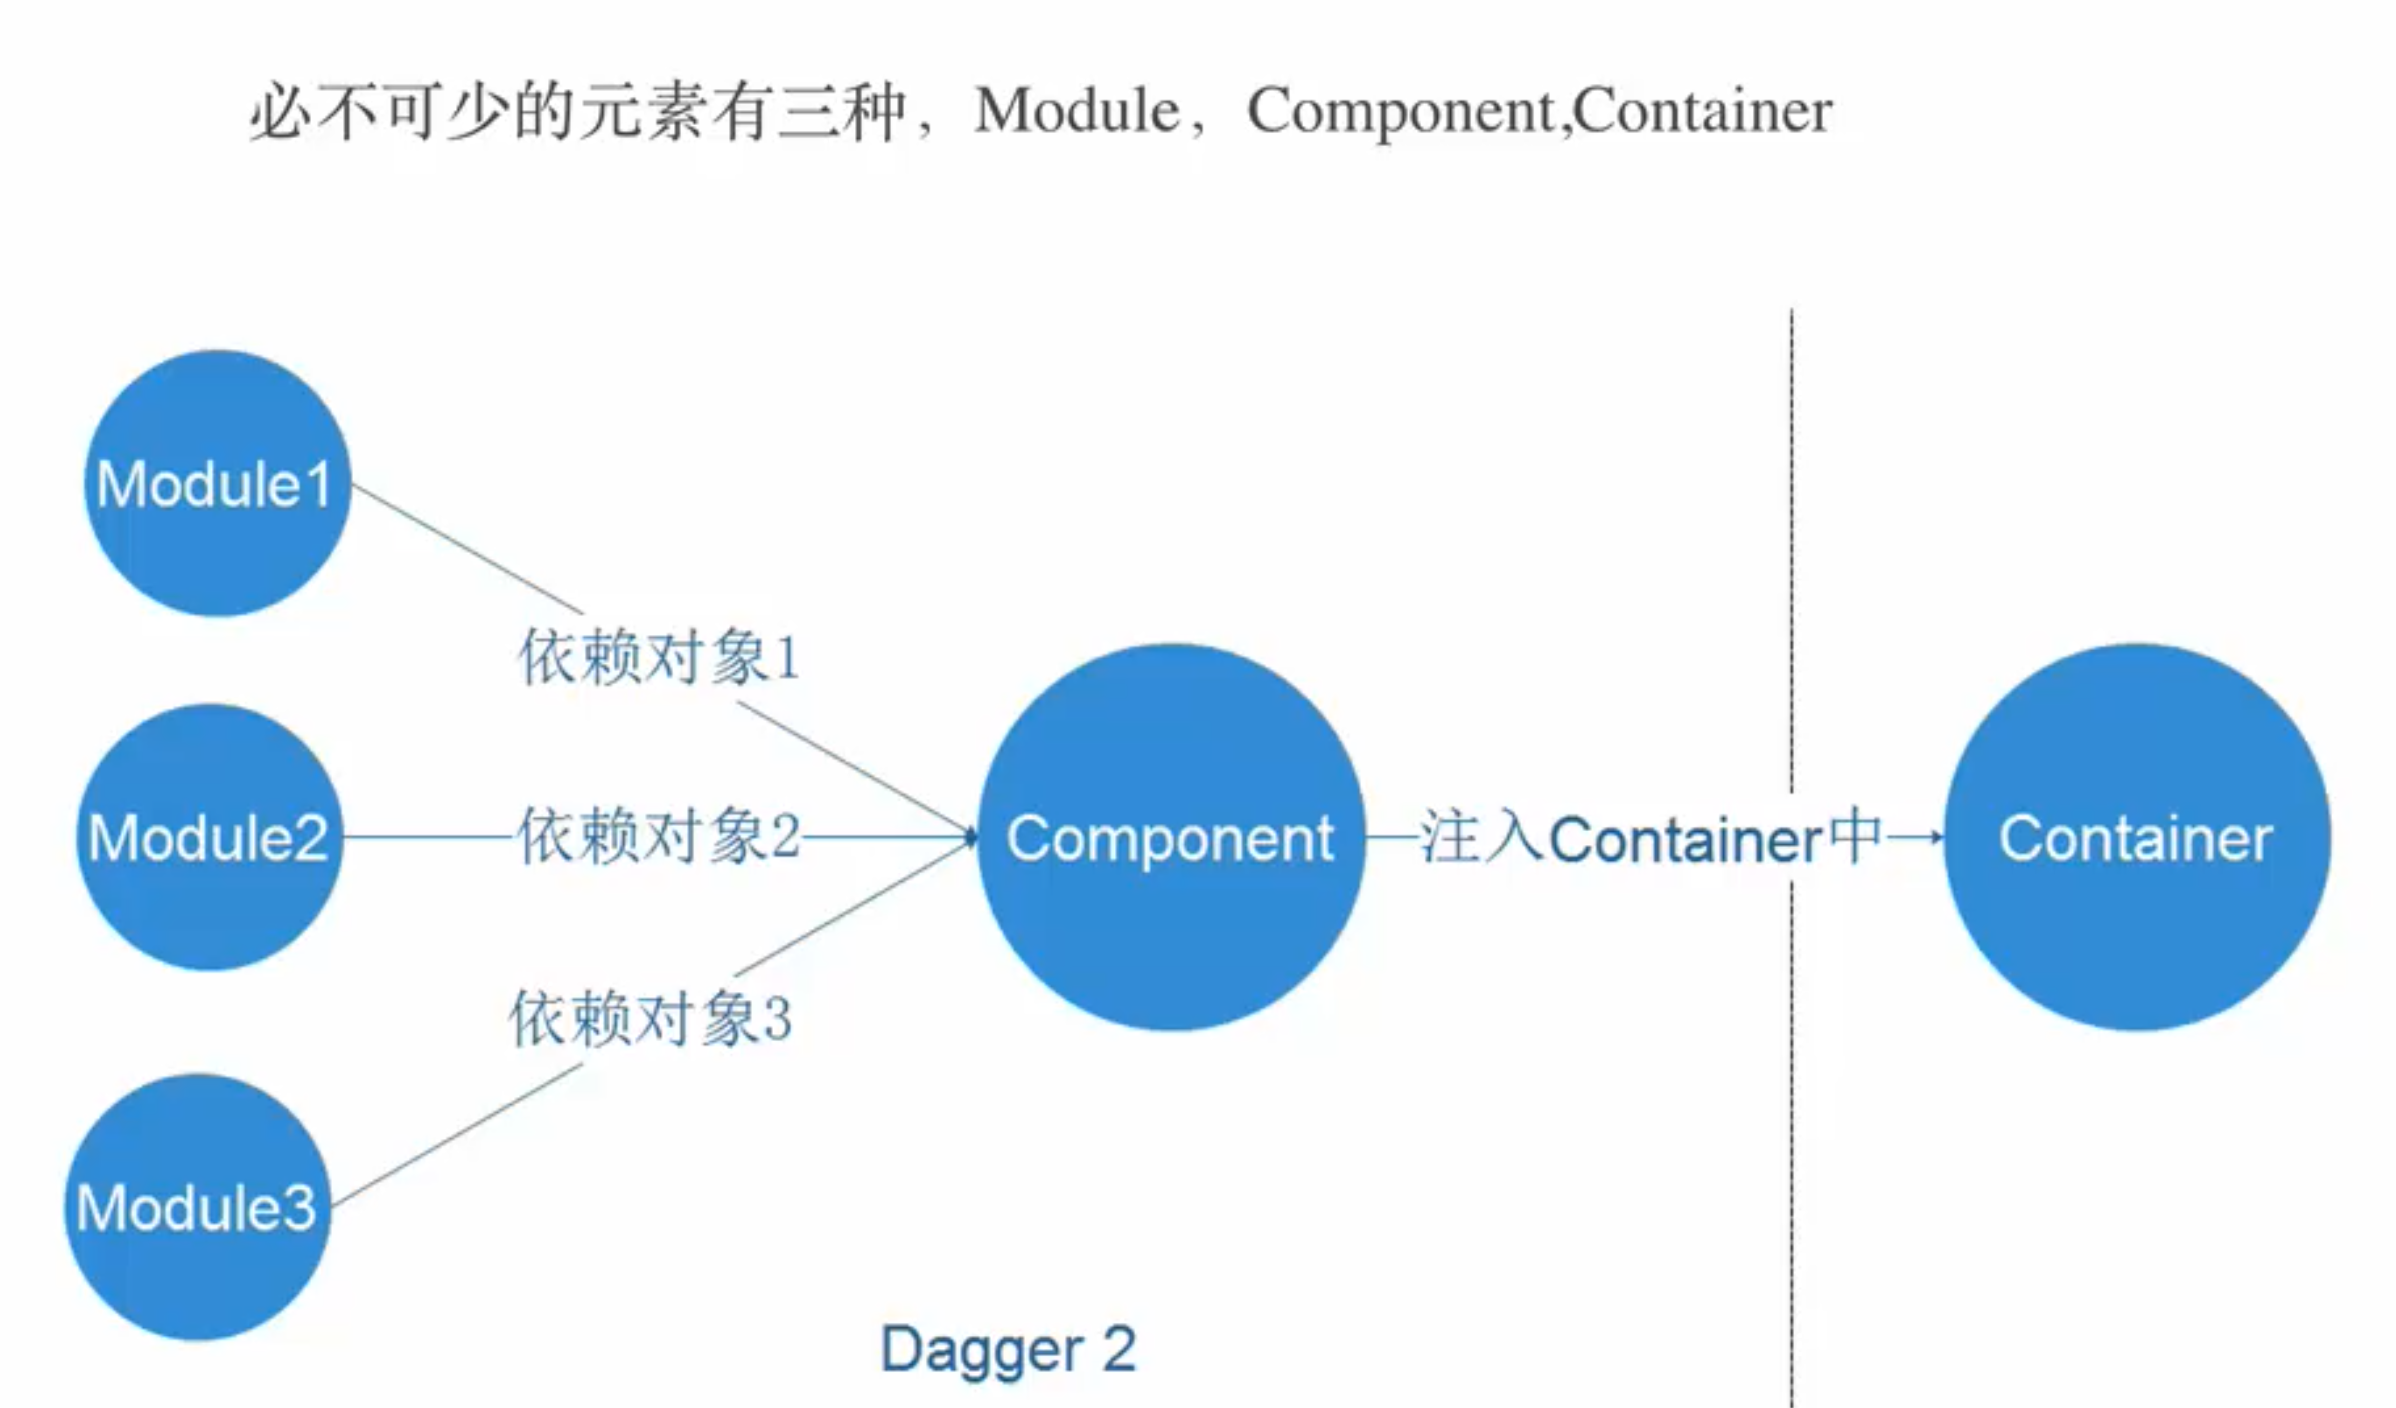 必不可少的元素有三种，Module，Component,Container
Module1
依赖对象1
Module2
依赖对象2
Component
注入Container中
Container
依赖对象3
Module3
Dagger 2